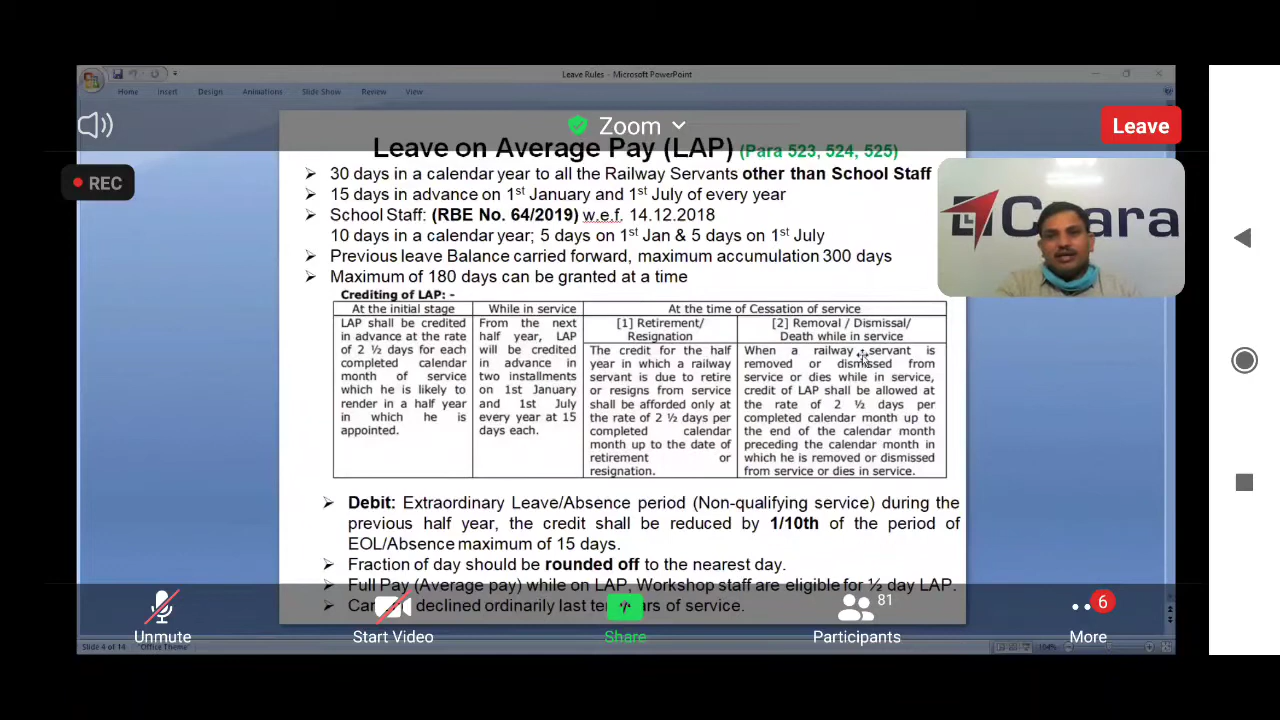 Leave Rules - Microsoft PowerPoint
Home Insert Design Animations Slide Show Review View
Zoom
Leave
REC
Leave on Average Pay (LAP) (Para 523, 524, 525)
➢ 30 days in a calendar year to all the Railway Servants other than School Staff
➢ 15 days in advance on 1st January and 1st July of every year
➢ School Staff: (RBE No. 64/2019) w.e.f. 14.12.2018
10 days in a calendar year; 5 days on 1st Jan & 5 days on 1st July
➢ Previous leave Balance carried forward, maximum accumulation 300 days
➢ Maximum of 180 days can be granted at a time
Crediting of LAP: -
At the initial stage
LAP shall be credited
in advance at the rate
of 2 ½ days for each
completed calendar
month of service
which he is likely to
render in a half year
in which he is
appointed.
While in service
From the next
half year, LAP
will be credited
in advance in
two installments
on 1st January
and 1st July
every year at 15
days each.
At the time of Cessation of service
[1] Retirement/
Resignation
The credit for the half
year in which a railway
servant is due to retire
or resigns from service
shall be afforded only at
the rate of 2 ½ days per
completed calendar
month up to the date of
retirement or
resignation.
[2] Removal / Dismissal/
Death while in service
When a railway servant is
removed or dismissed from
service or dies while in service,
credit of LAP shall be allowed at
the rate of 2 ½ days per
completed calendar month up to
the end of the calendar month
preceding the calendar month in
which he is removed or dismissed
from service or dies in service.
➢ Debit: Extraordinary Leave/Absence period (Non-qualifying service) during the
previous half year, the credit shall be reduced by 1/10th of the period of
EOL/Absence maximum of 15 days.
➢ Fraction of day should be rounded off to the nearest day.
➢ Full Pay (Average pay) while on LAP, Workshop staff are eligible for ½ day LAP.
➢ declined ordinarily last of service.
Unmute
Start Video
Share
81
Participants
6
More
Slide 4 of 14 "Office Theme" 104%